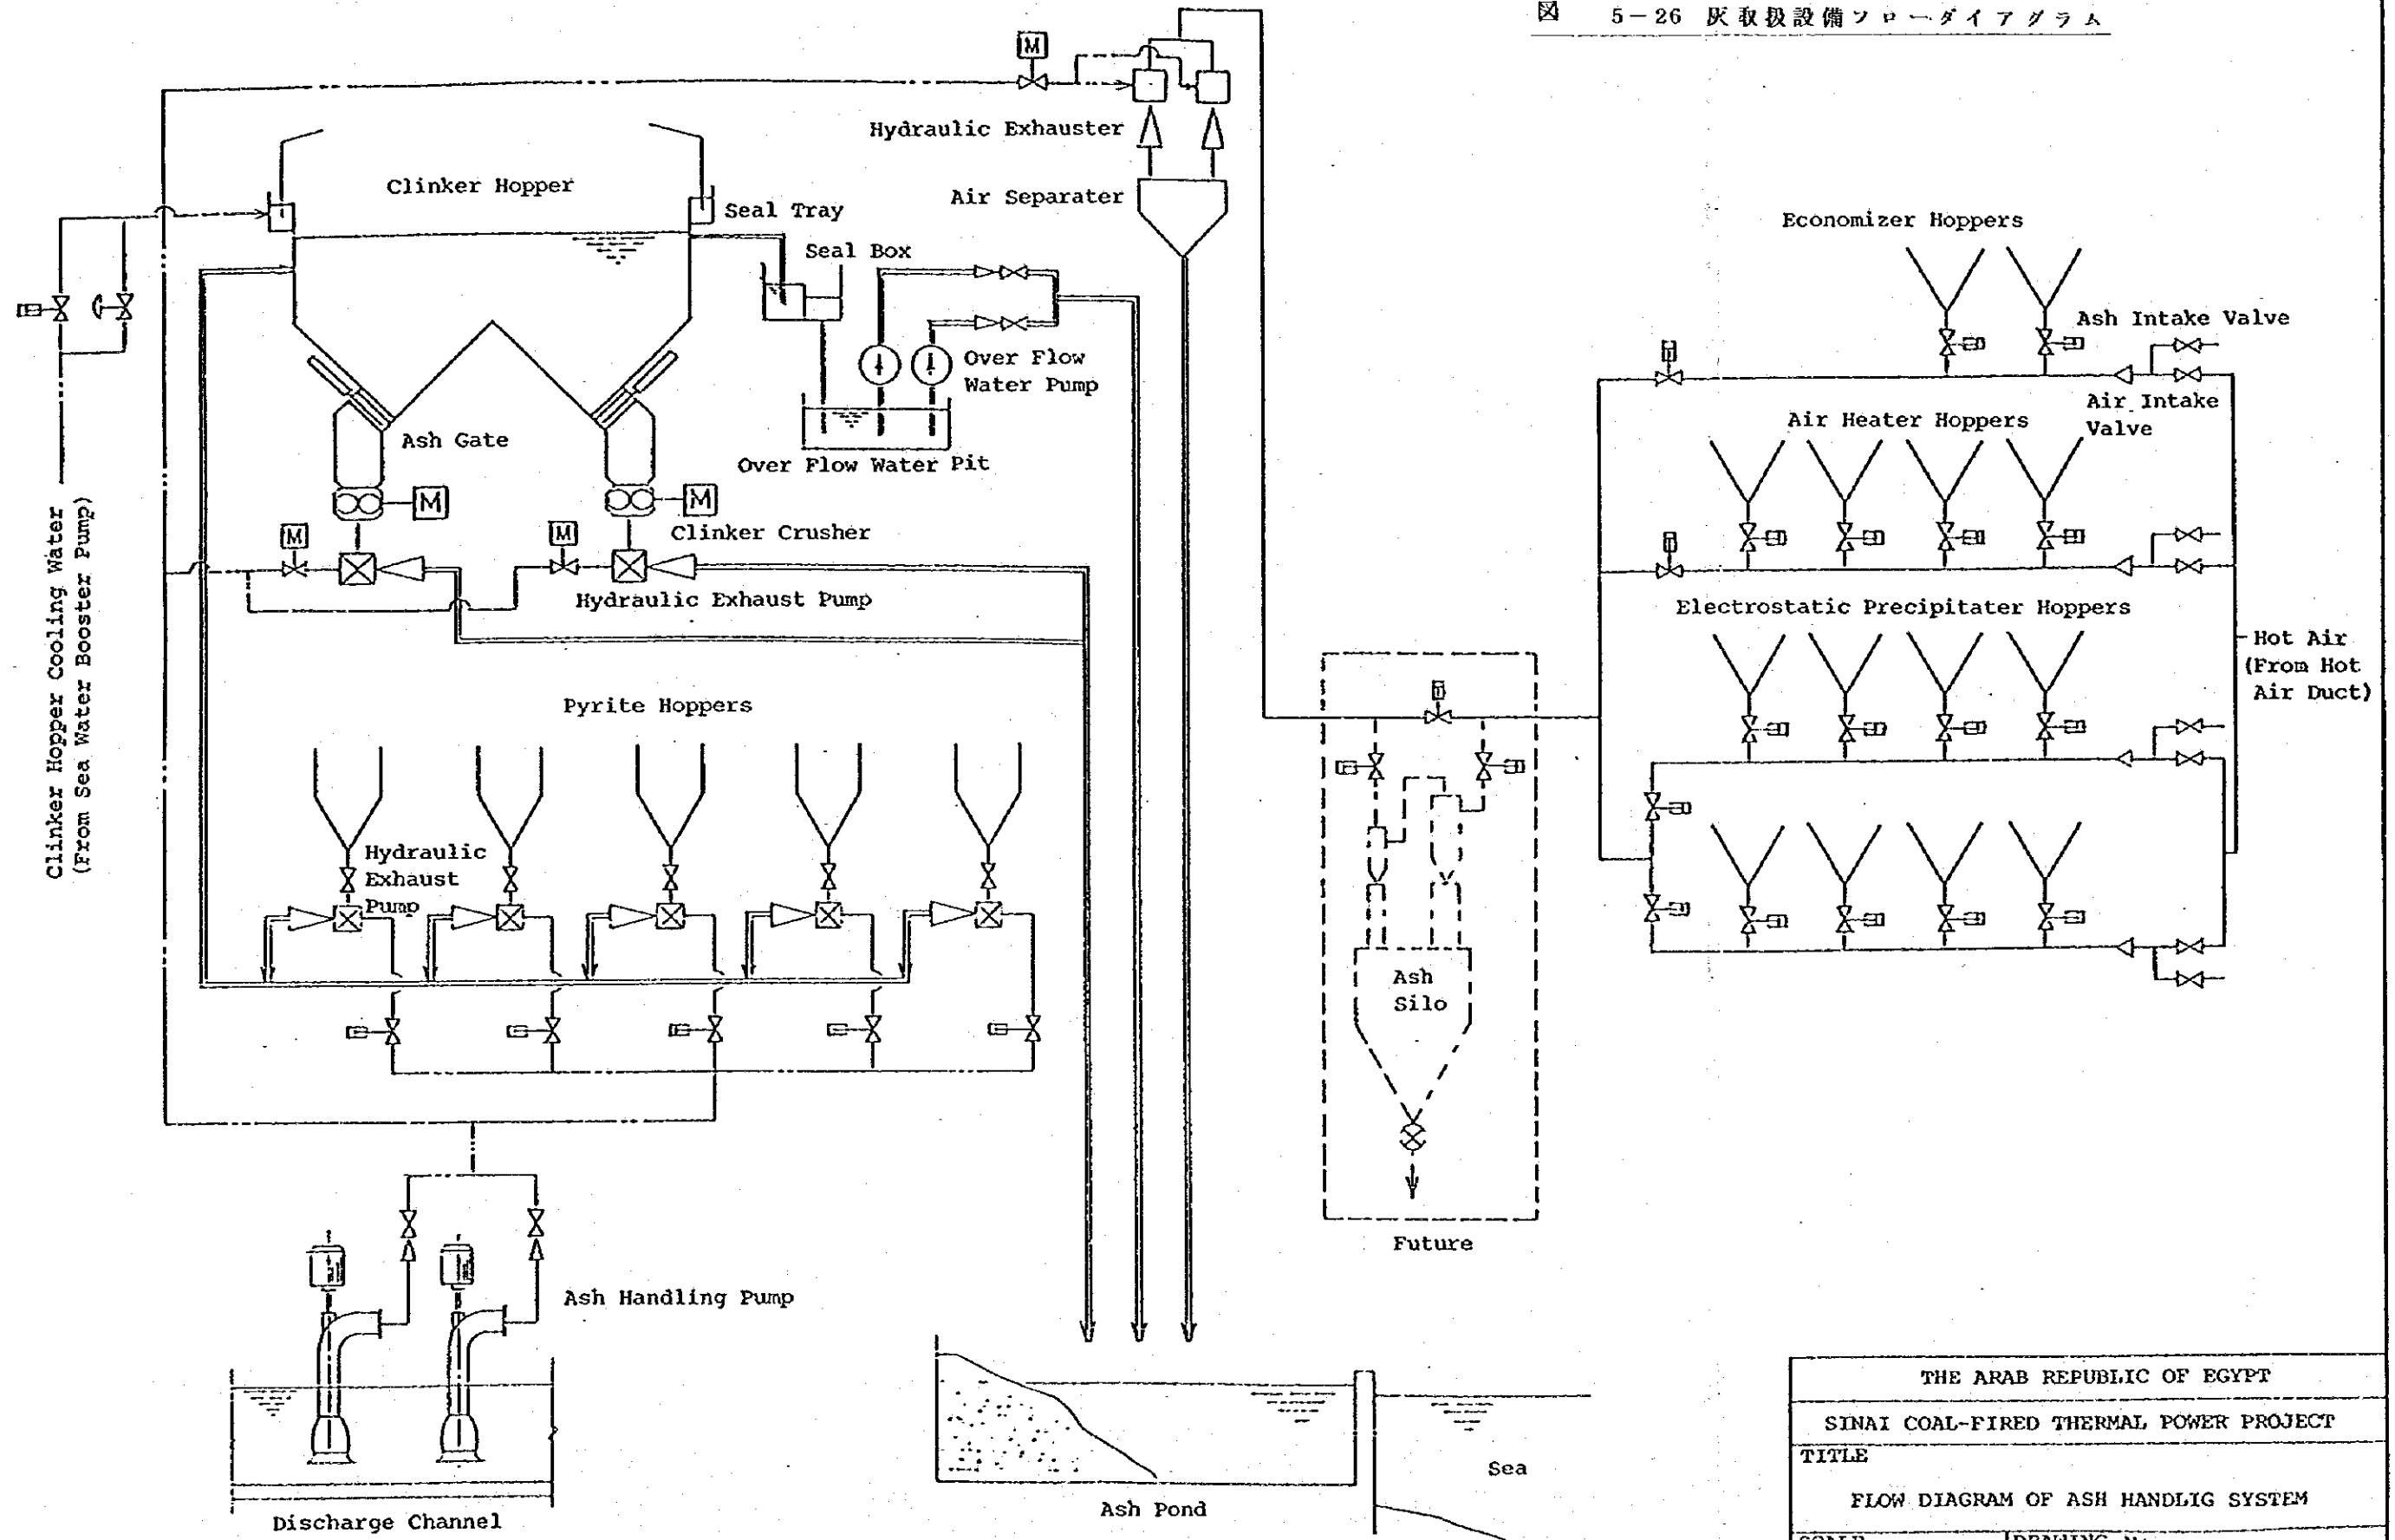 図 5-26 灰取扱設備フローダイアグラム
M
Hydraulic Exhauster
Clinker Hopper
Air Separater
Seal Tray
Seal Box
Economizer Hoppers
Ash Intake Valve
Over Flow
Water Pump
Air Intake
Valve
Air Heater Hoppers
Ash Gate
Over Flow Water Pit
M
M
Clinker Crusher
M
M
Hydraulic Exhaust Pump
Electrostatic Precipitater Hoppers
Hot Air
(From Hot
Air Duct)
Clinker Hopper Cooling Water
(From Sea Water Booster Pump)
Pyrite Hoppers
Hydraulic
Exhaust
Pump
Ash
Silo
Future
Ash Handling Pump
Discharge Channel
Ash Pond
Sea
THE ARAB REPUBLIC OF EGYPT
SINAI COAL-FIRED THERMAL POWER PROJECT
TITLE
FLOW DIAGRAM OF ASH HANDLIG SYSTEM